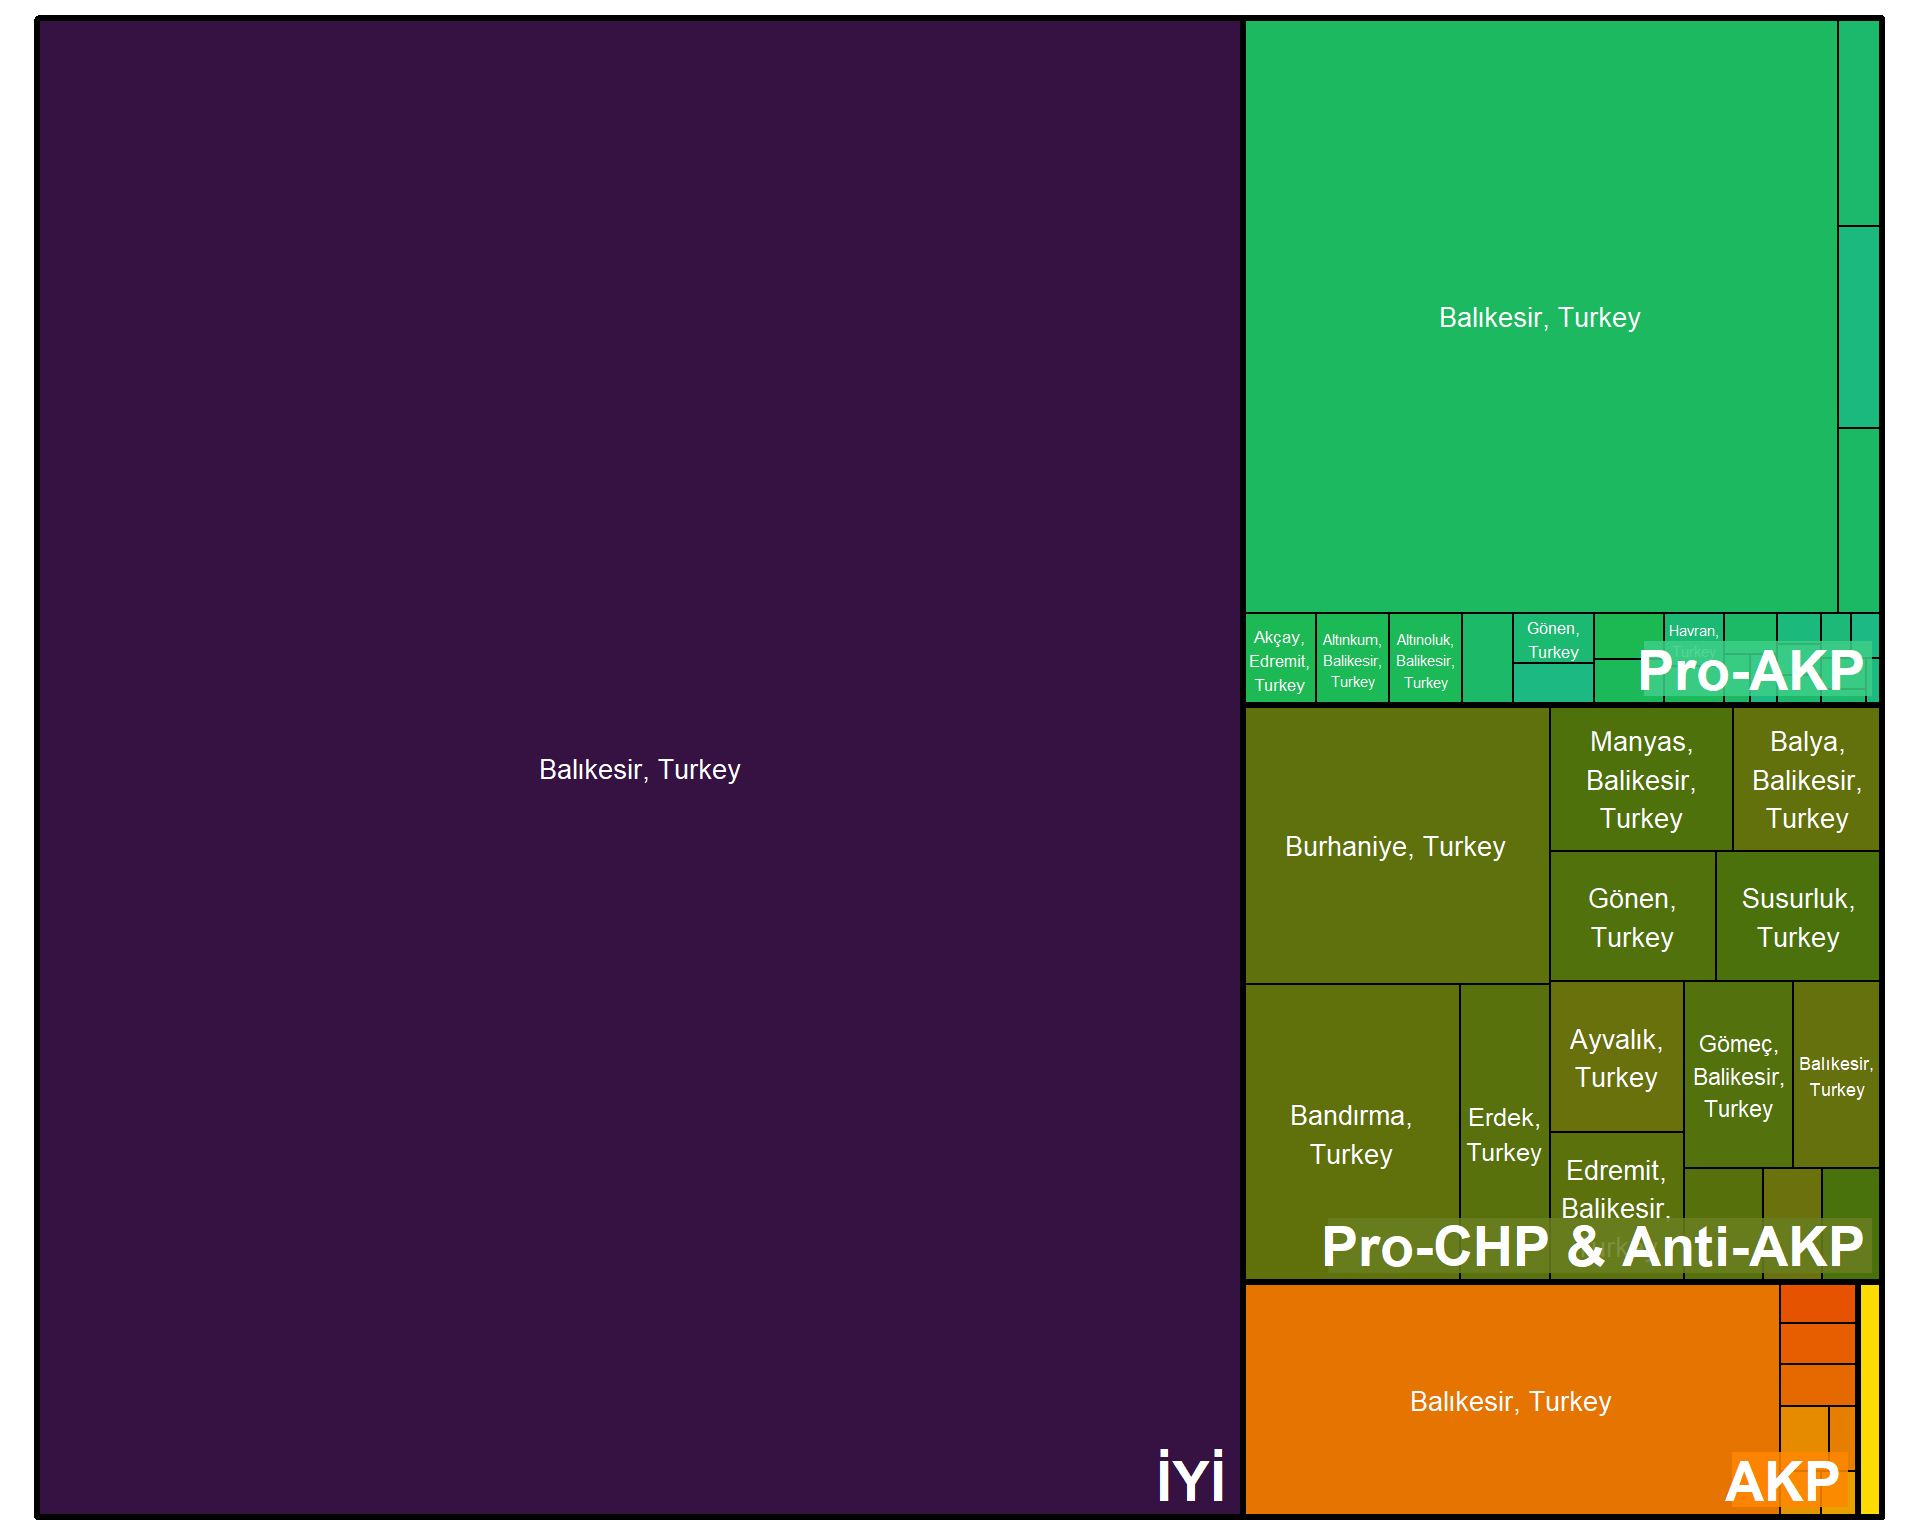 Balıkesir, Turkey
İYİ
Balıkesir, Turkey
Akçay,
Edremit,
Turkey
Altınkum,
Balikesir,
Turkey
Altınoluk,
Balikesir,
Turkey
Gönen,
Turkey
Havran,
Turkey
Pro-AKP
Burhaniye, Turkey
Manyas,
Balikesir,
Turkey
Balya,
Balikesir,
Turkey
Gönen,
Turkey
Susurluk,
Turkey
Bandırma,
Turkey
Erdek,
Turkey
Ayvalık,
Turkey
Gömeç,
Balikesir,
Turkey
Balıkesir,
Turkey
Edremit,
Balikesir,
Turkey
Pro-CHP & Anti-AKP
Balıkesir, Turkey
AKP